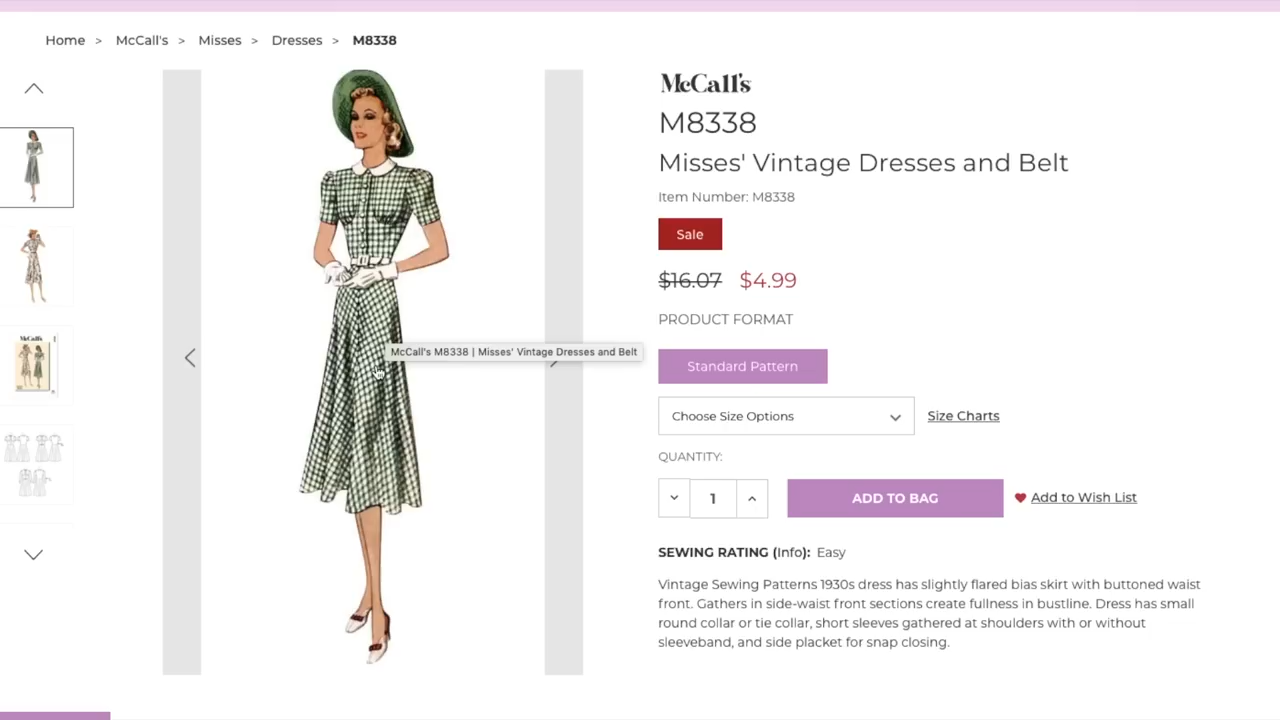 Home > McCall's > Misses > Dresses > M8338
McCall's
M8338
Misses' Vintage Dresses and Belt
Item Number: M8338
Sale
$16.07 $4.99
PRODUCT FORMAT
McCall's M8338 | Misses' Vintage Dresses and Belt
Standard Pattern
Choose Size Options
Size Charts
QUANTITY:
1
ADD TO BAG
Add to Wish List
SEWING RATING (Info): Easy
Vintage Sewing Patterns 1930s dress has slightly flared bias skirt with buttoned waist
front. Gathers in side-waist front sections create fullness in bustline. Dress has small
round collar or tie collar, short sleeves gathered at shoulders with or without
sleeveband, and side placket for snap closing.
McCall's